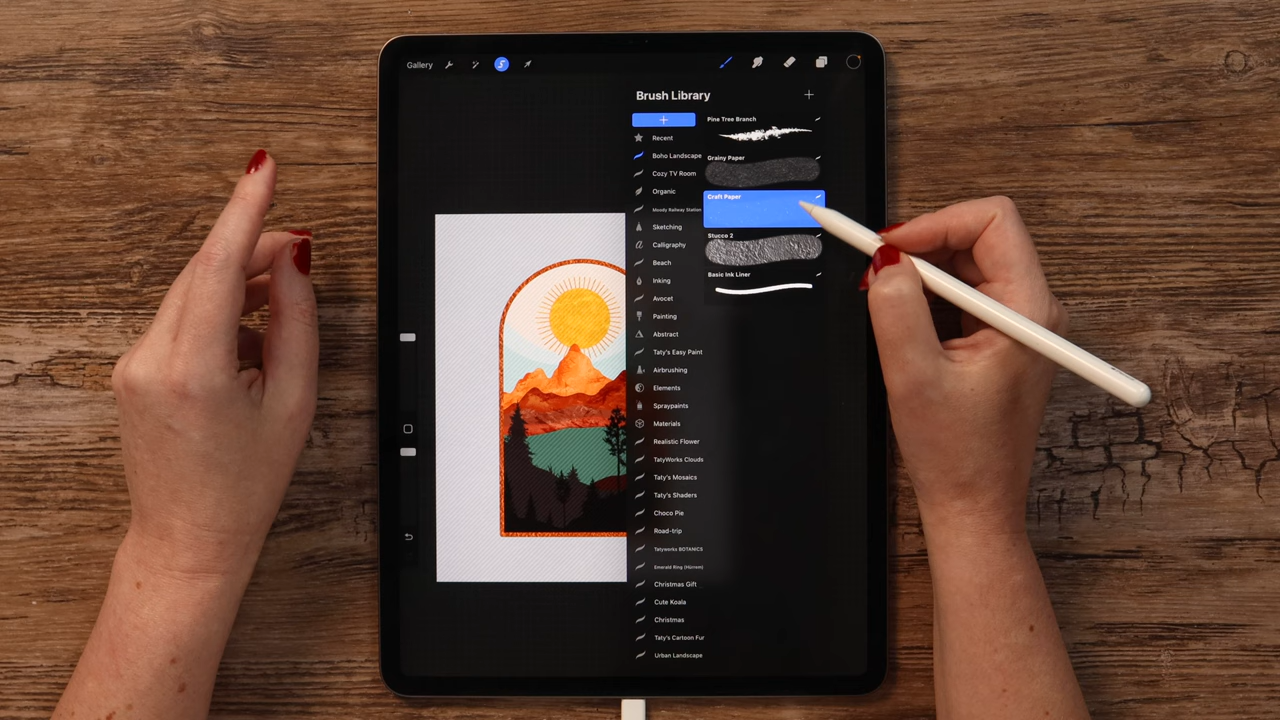 Gallery
Brush Library
Recent
Boho Landscape
Cozy TV Room
Organic
Moody Railway Station
Sketching
Calligraphy
Beach
Inking
Avocet
Painting
Abstract
Taty's Easy Paint
Airbrushing
Elements
Spraypaints
Materials
Realistic Flower
TatyWorks Clouds
Taty's Mosaics
Taty's Shaders
Choco Pie
Road-trip
Tatyworks BOTANICS
Emerald Ring (Hürrem)
Christmas Gift
Cute Koala
Christmas
Taty's Cartoon Fur
Urban Landscape
Pine Tree Branch
Grainy Paper
Craft Paper
Stucco 2
Basic Ink Liner